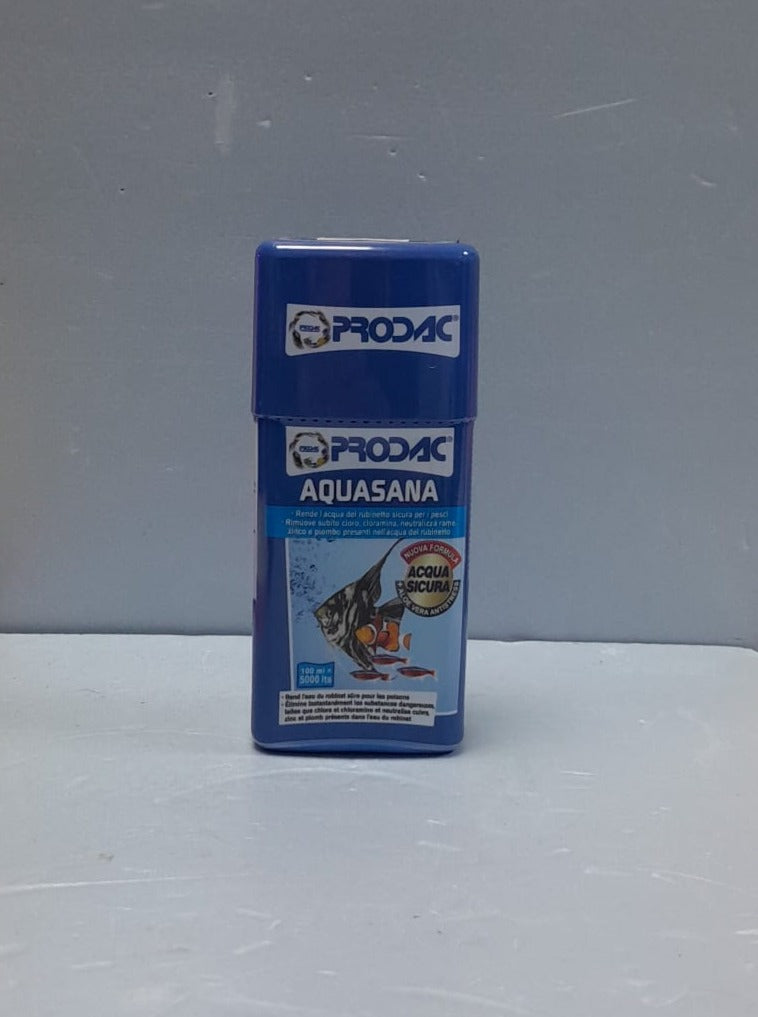 PRODAC®
PRODAC®
AQUASANA
- Rende l'acqua del rubinetto sicura per i pesci
- Rimuove subito cloro, cloramina, neutralizza rame,
zinco e piombo presenti nell'acqua del rubinetto
NUOVA FORMULA
ACQUA
SICURA
+ ALOE VERA ANTISTRESS
100 ml =
5000 lts
- Rend l'eau du robinet sûre pour les poissons
- Élimine instantanément les substances dangereuses,
telles que chlore et chloramine et neutralise cuivre,
zinc et plomb présents dans l'eau du robinet